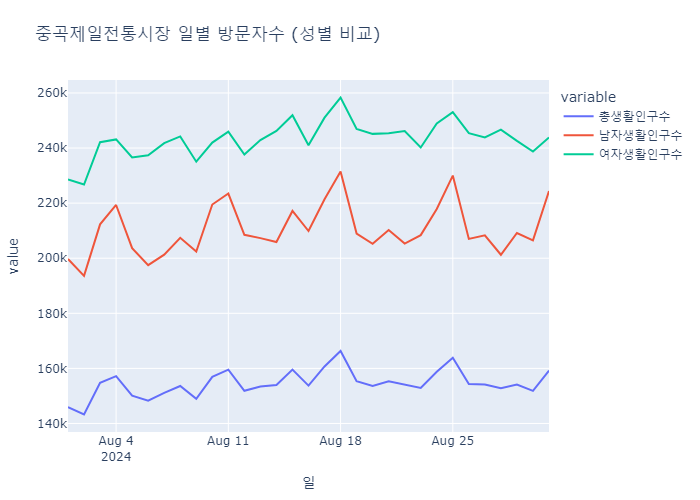 중곡제일전통시장 일별 방문자수 (성별 비교)
variable
총생활인구수
남자생활인구수
여자생활인구수
260k
240k
220k
200k
180k
160k
140k
value
Aug 4
2024
Aug 11
Aug 18
Aug 25
일